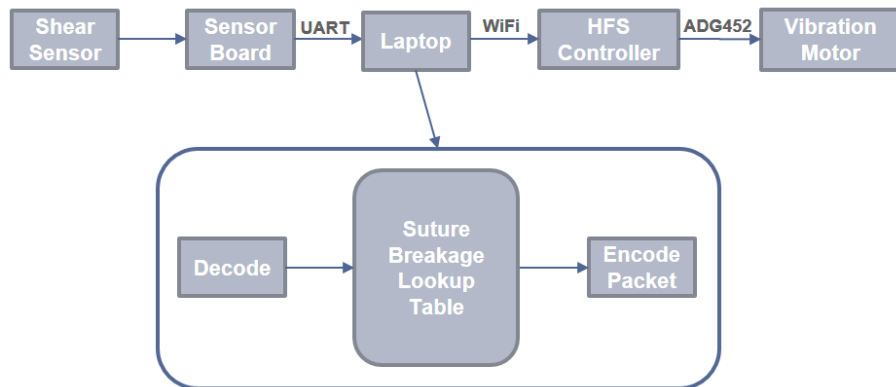 Shear
Sensor
Sensor
Board
UART
Laptop
WiFi
HFS
Controller
ADG452
Vibration
Motor
Decode
Suture
Breakage
Lookup
Table
Encode
Packet